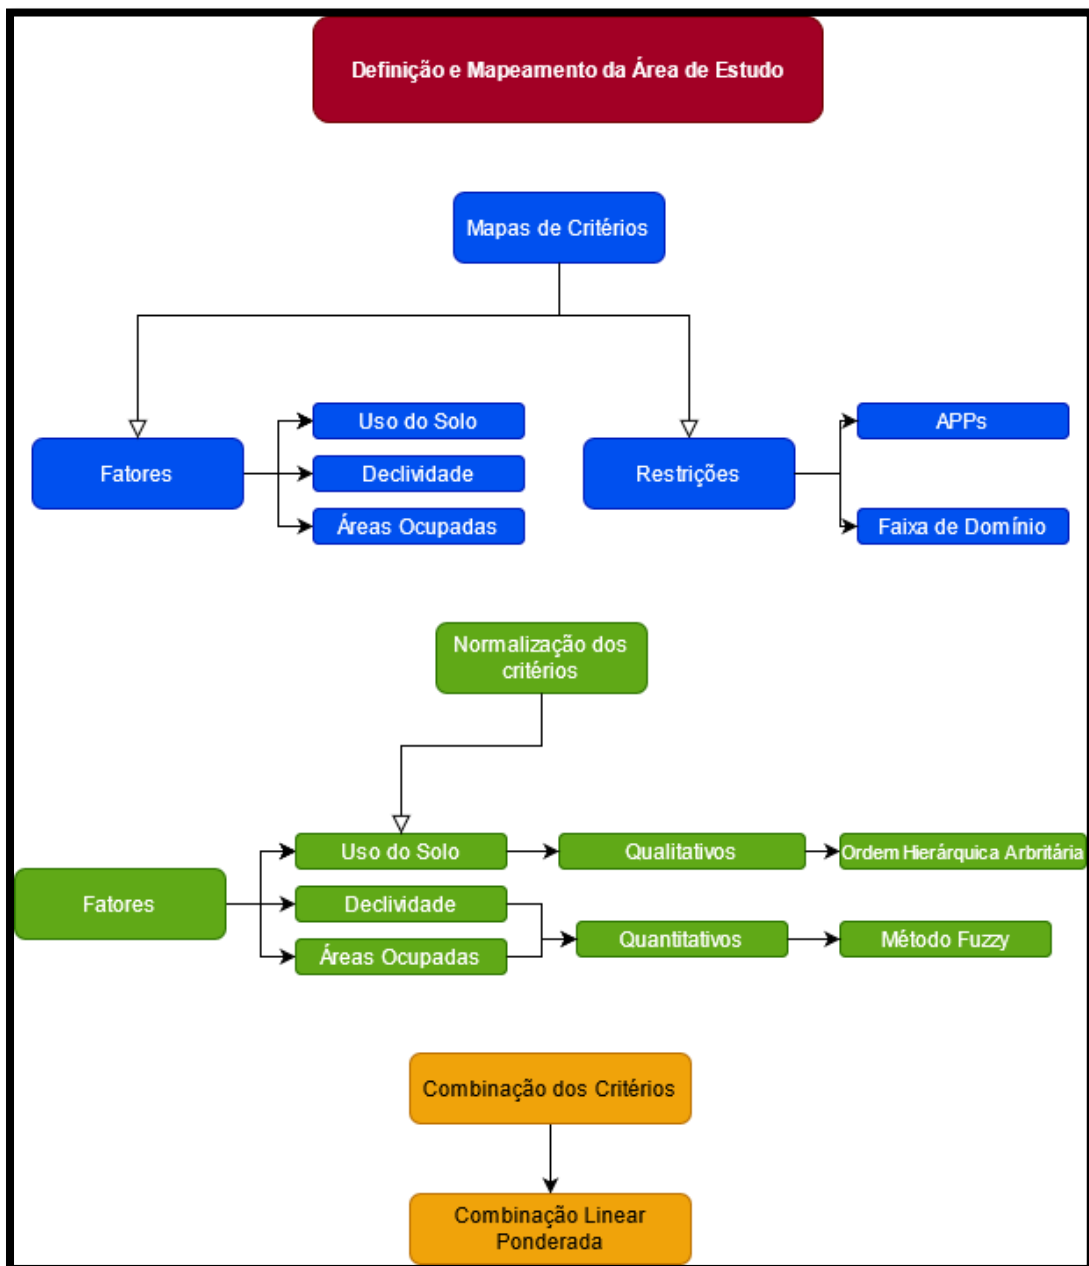 Definição e Mapeamento da Área de Estudo
Mapas de Critérios
Fatores
Uso do Solo
Declividade
Áreas Ocupadas
Restrições
APPs
Faixa de Domínio
Normalização dos
critérios
Fatores
Uso do Solo
Qualitativos
Ordem Hierárquica Arbritária
Declividade
Áreas Ocupadas
Quantitativos
Método Fuzzy
Combinação dos Critérios
Combinação Linear
Ponderada